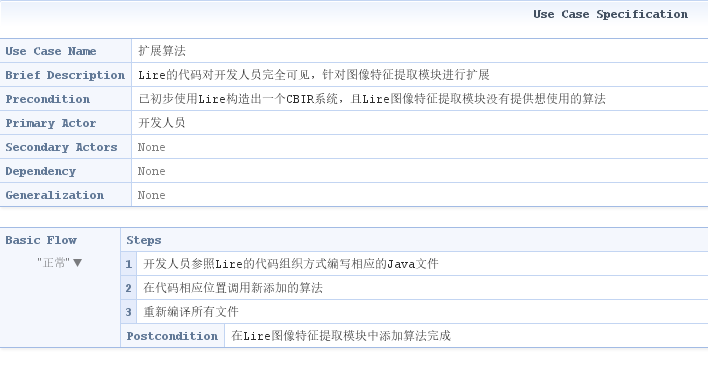 Use Case Specification
Use Case Name 扩展算法
Brief Description Lire的代码对开发人员完全可见，针对图像特征提取模块进行扩展
Precondition 已初步使用Lire构造出一个CBIR系统，且Lire图像特征提取模块没有提供想使用的算法
Primary Actor 开发人员
Secondary Actors None
Dependency None
Generalization None
Basic Flow Steps
"正常" ▼
1 开发人员参照Lire的代码组织方式编写相应的Java文件
2 在代码相应位置调用新添加的算法
3 重新编译所有文件
Postcondition 在Lire图像特征提取模块中添加算法完成